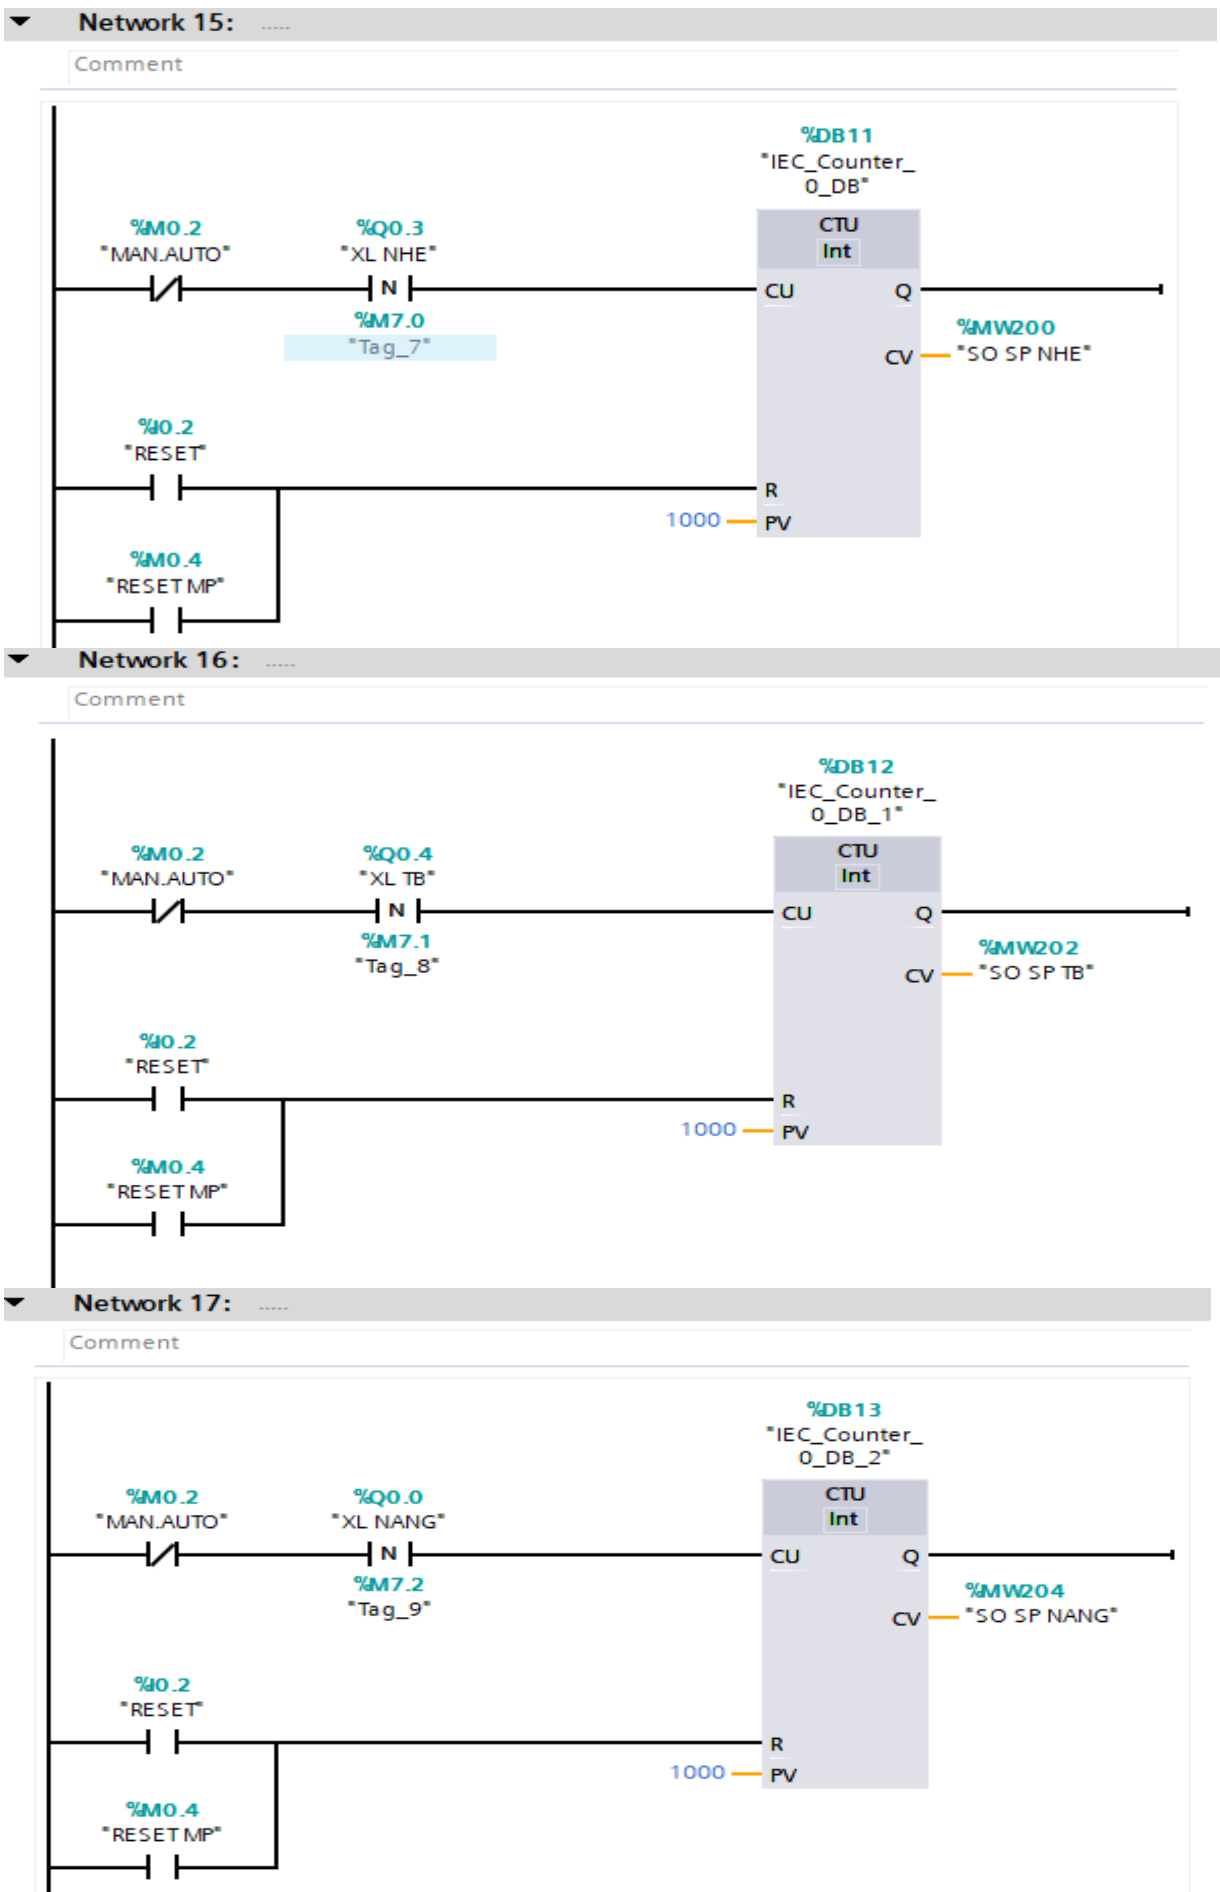 Network 15: .....
Comment
%DB11
"IEC_Counter_
0_DB"
%M0.2
"MAN.AUTO"
%Q0.3
"XL NHE"
CTU
Int
N
CU
Q
%M7.0
"Tag_7"
%MW200
CV
"SO SP NHE"
%I0.2
"RESET"
R
1000
PV
%M0.4
"RESET MP"
Network 16: .....
Comment
%DB12
"IEC_Counter_
0_DB_1"
%M0.2
"MAN.AUTO"
%Q0.4
"XL TB"
CTU
Int
N
CU
Q
%M7.1
"Tag_8"
%MW202
CV
"SO SP TB"
%I0.2
"RESET"
R
1000
PV
%M0.4
"RESET MP"
Network 17: .....
Comment
%DB13
"IEC_Counter_
0_DB_2"
%M0.2
"MAN.AUTO"
%Q0.0
"XL NANG"
CTU
Int
N
CU
Q
%M7.2
"Tag_9"
%MW204
CV
"SO SP NANG"
%I0.2
"RESET"
R
1000
PV
%M0.4
"RESET MP"